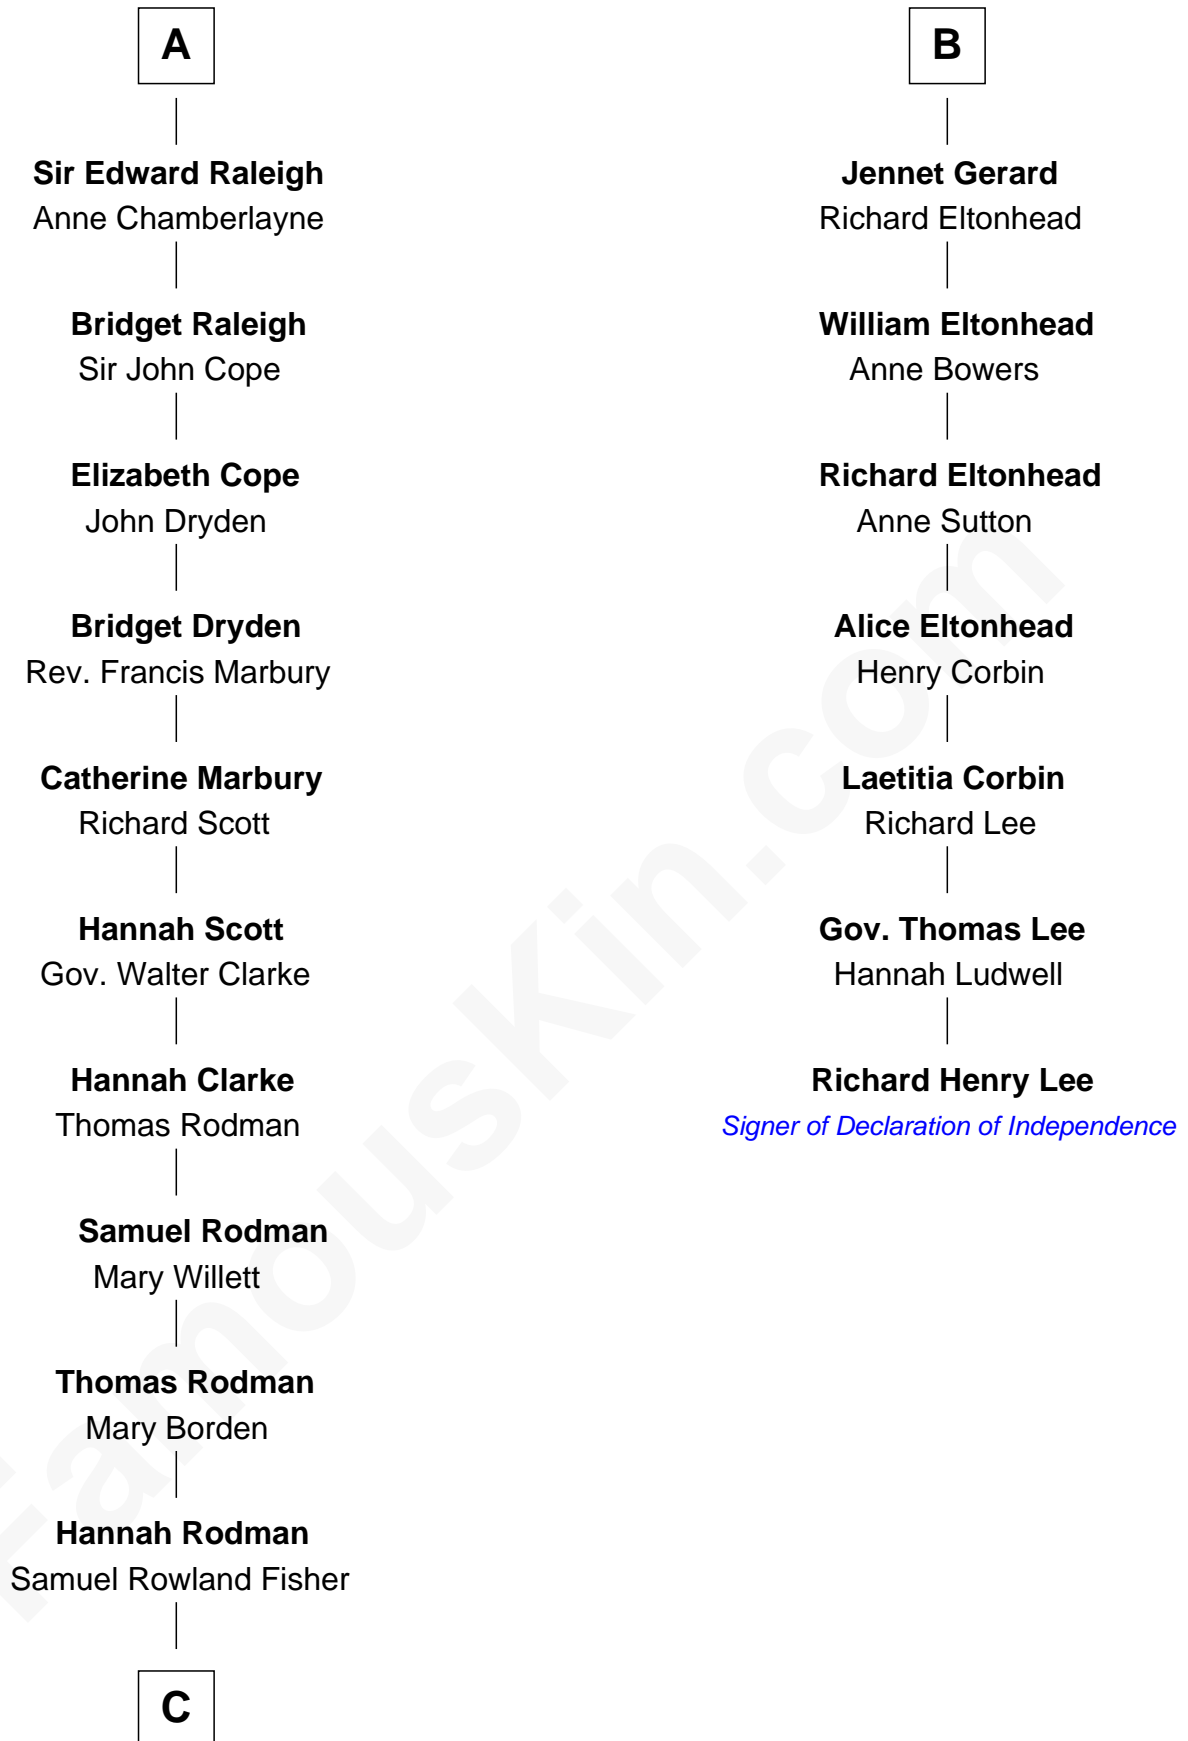 A
Sir Edward Raleigh
Anne Chamberlayne
Bridget Raleigh
Sir John Cope
Elizabeth Cope
John Dryden
Bridget Dryden
Rev. Francis Marbury
Catherine Marbury
Richard Scott
Hannah Scott
Gov. Walter Clarke
Hannah Clarke
Thomas Rodman
Samuel Rodman
Mary Willett
Thomas Rodman
Mary Borden
Hannah Rodman
Samuel Rowland Fisher
C
B
Jennet Gerard
Richard Eltonhead
William Eltonhead
Anne Bowers
Richard Eltonhead
Anne Sutton
Alice Eltonhead
Henry Corbin
Laetitia Corbin
Richard Lee
Gov. Thomas Lee
Hannah Ludwell
Richard Henry Lee
Signer of Declaration of Independence
FamousKin.com